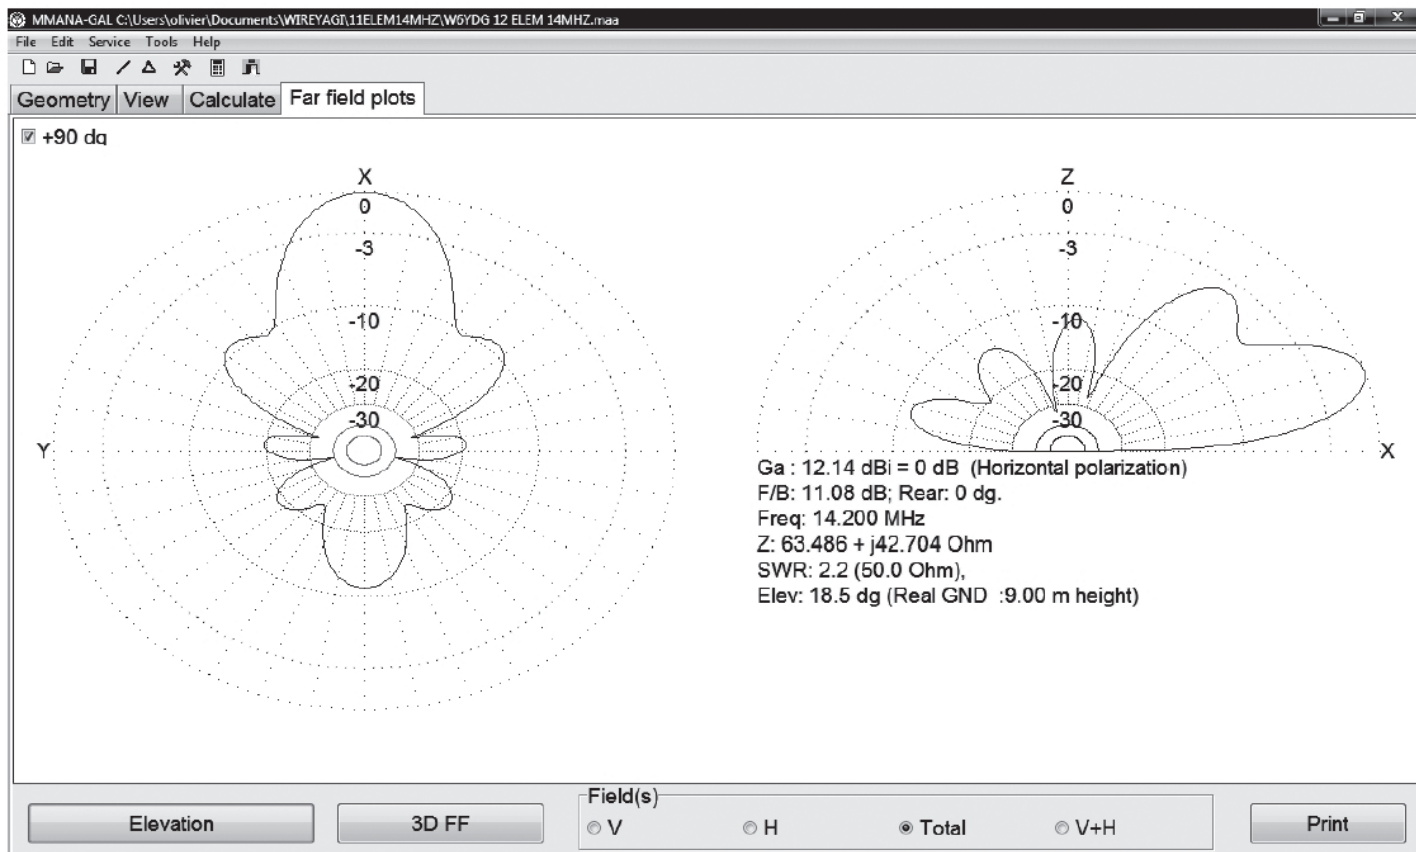 MMANA-GAL C:\Users\olivier\Documents\WIREYAGI\11ELEM14MHZ\W6YDG 12 ELEM 14MHZ.maa
File Edit Service Tools Help
Geometry View Calculate Far field plots
+90 dg
X
0
-3
-10
-20
-30
Y
Z
0
-3
-10
-20
-30
X
Ga : 12.14 dBi = 0 dB (Horizontal polarization)
F/B: 11.08 dB; Rear: 0 dg.
Freq: 14.200 MHz
Z: 63.486 + j42.704 Ohm
SWR: 2.2 (50.0 Ohm),
Elev: 18.5 dg (Real GND :9.00 m height)
Elevation
3D FF
Field(s)
V H Total V+H
Print